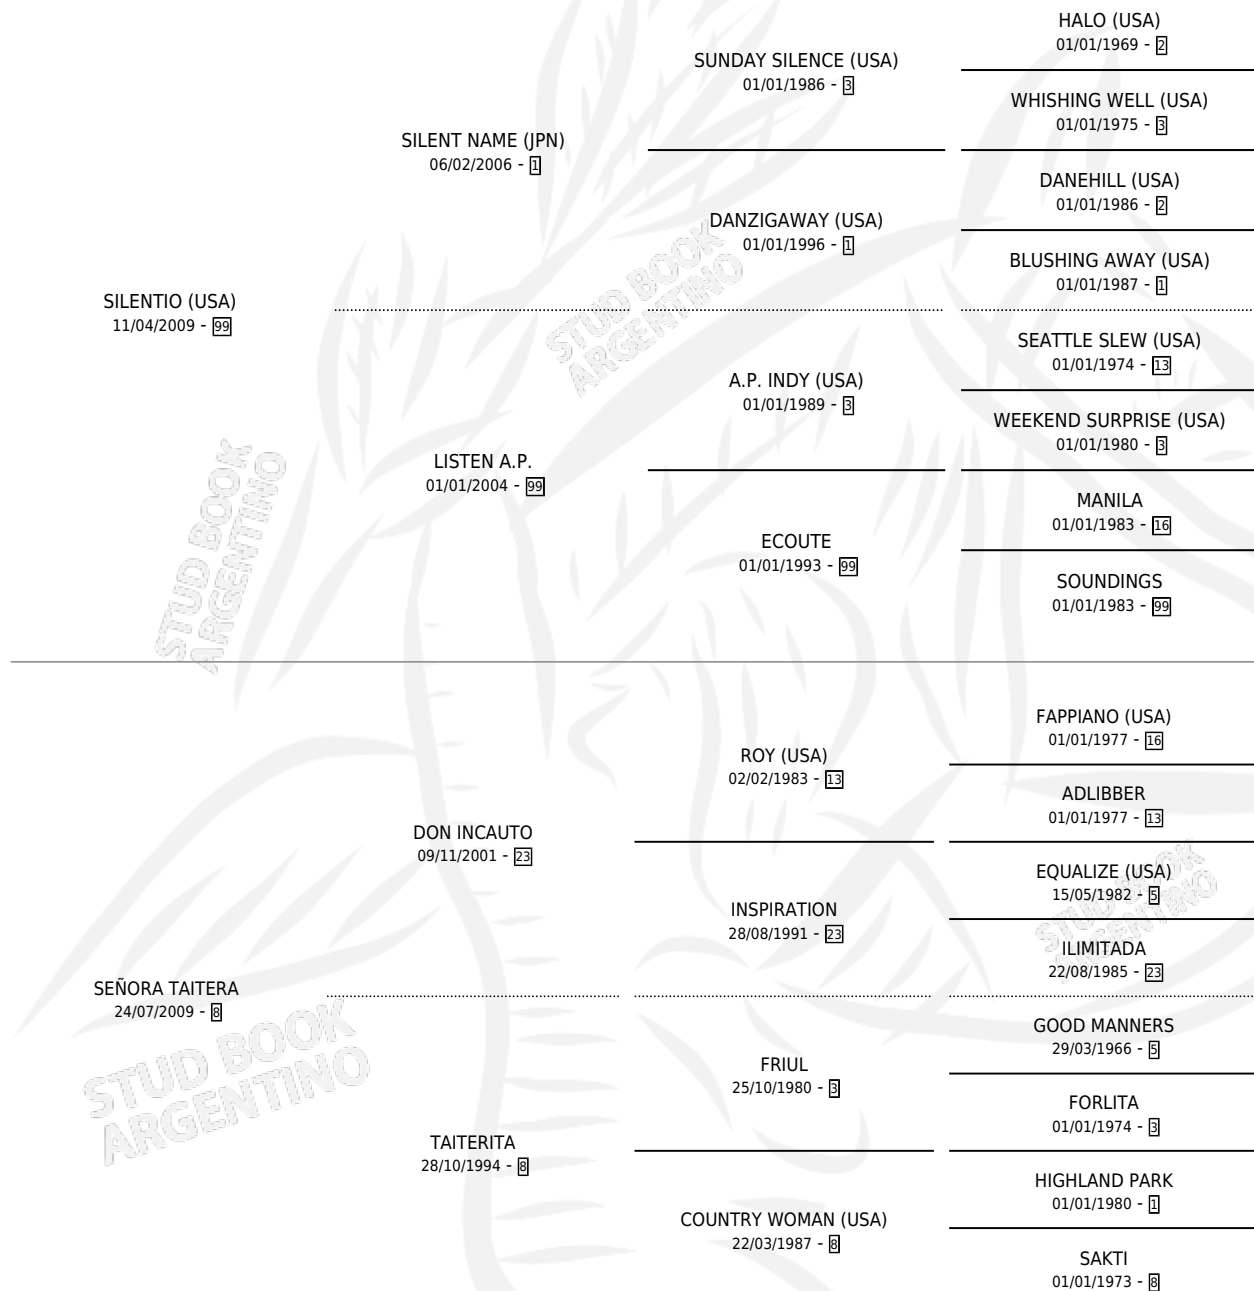 HALO (USA)
01/01/1969 - 2
SUNDAY SILENCE (USA)
01/01/1986 - 3
WHISHING WELL (USA)
01/01/1975 - 3
SILENT NAME (JPN)
06/02/2006 - 1
DANEHILL (USA)
01/01/1986 - 2
DANZIGAWAY (USA)
01/01/1996 - 1
BLUSHING AWAY (USA)
01/01/1987 - 1
SILENTIO (USA)
11/04/2009 - 99
SEATTLE SLEW (USA)
01/01/1974 - 13
A.P. INDY (USA)
01/01/1989 - 3
WEEKEND SURPRISE (USA)
01/01/1980 - 3
LISTEN A.P.
01/01/2004 - 99
MANILA
01/01/1983 - 16
ECOUTE
01/01/1993 - 99
SOUNDINGS
01/01/1983 - 99
FAPPIANO (USA)
01/01/1977 - 16
ROY (USA)
02/02/1983 - 13
ADLIBBER
01/01/1977 - 13
DON INCAUTO
09/11/2001 - 23
EQUALIZE (USA)
15/05/1982 - 5
INSPIRATION
28/08/1991 - 23
ILIMITADA
22/08/1985 - 23
SEÑORA TAITERA
24/07/2009 - 8
GOOD MANNERS
29/03/1966 - 5
FRIUL
25/10/1980 - 3
FORLITA
01/01/1974 - 3
TAITERITA
28/10/1994 - 8
HIGHLAND PARK
01/01/1980 - 1
COUNTRY WOMAN (USA)
22/03/1987 - 8
SAKTI
01/01/1973 - 8
STUD BOOK
ARGENTINO
STUD BOOK
ARGENTINO
STUD BOOK
ARGENTINO
STUD BOOK
ARGENTINO